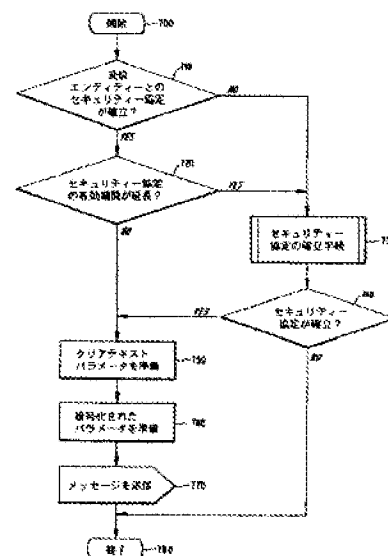 開始
700
710
受信
エンティティーとの
セキュリティー協定
が確立?
NO
YES
720
セキュリティー協定
の有効期限が延長?
YES
NO
セキュリティー
協定の確立手続
セキュリティー
協定が確立?
YES
NO
クリアテキスト
パラメータを準備
750
暗号化された
パラメータを準備
760
メッセージを送信
770
終了
780